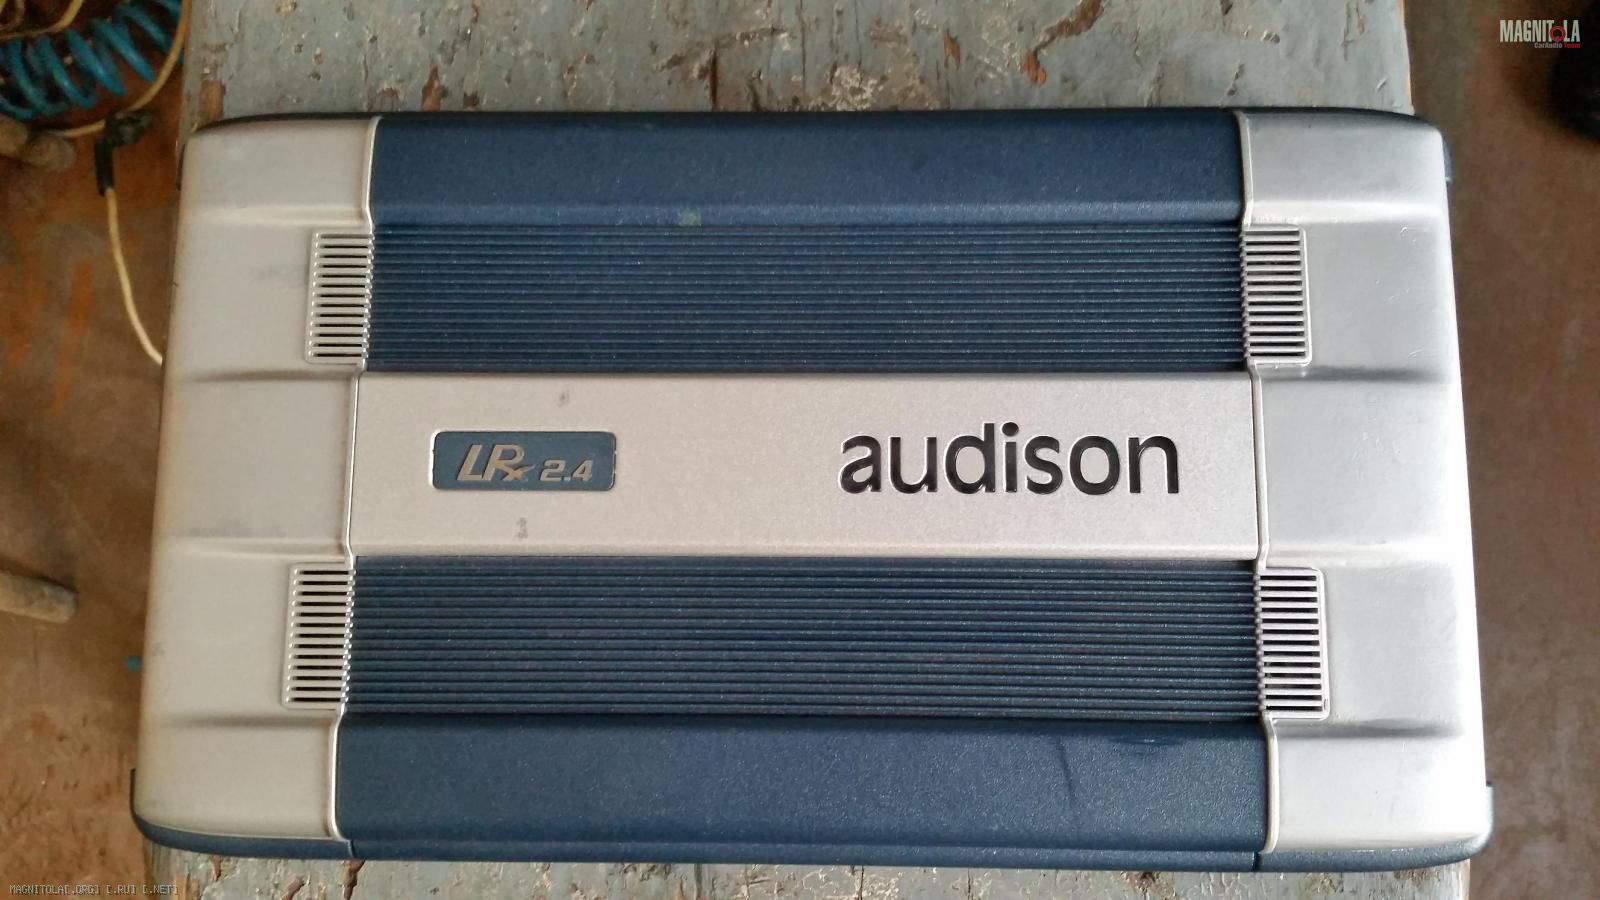 MAGNITOLA
CarAudio Team
LRx 2.4
audison
MAGNITOLA[.ORG] [.RU] [.NET]